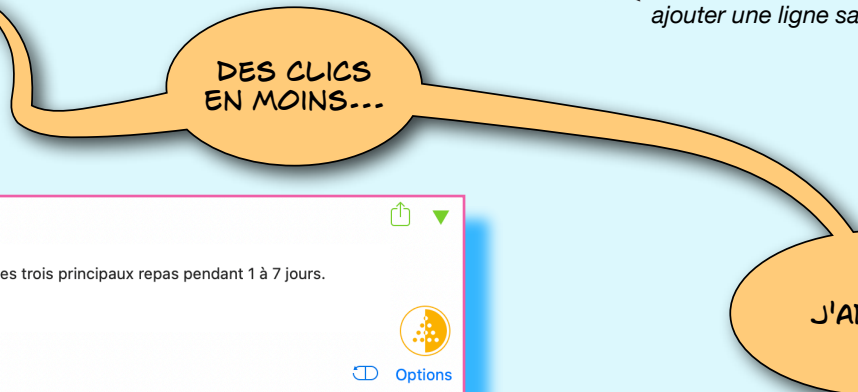 ajouter une ligne sa
DES CLICS
EN MOINS...
es trois principaux repas pendant 1 à 7 jours.
Options